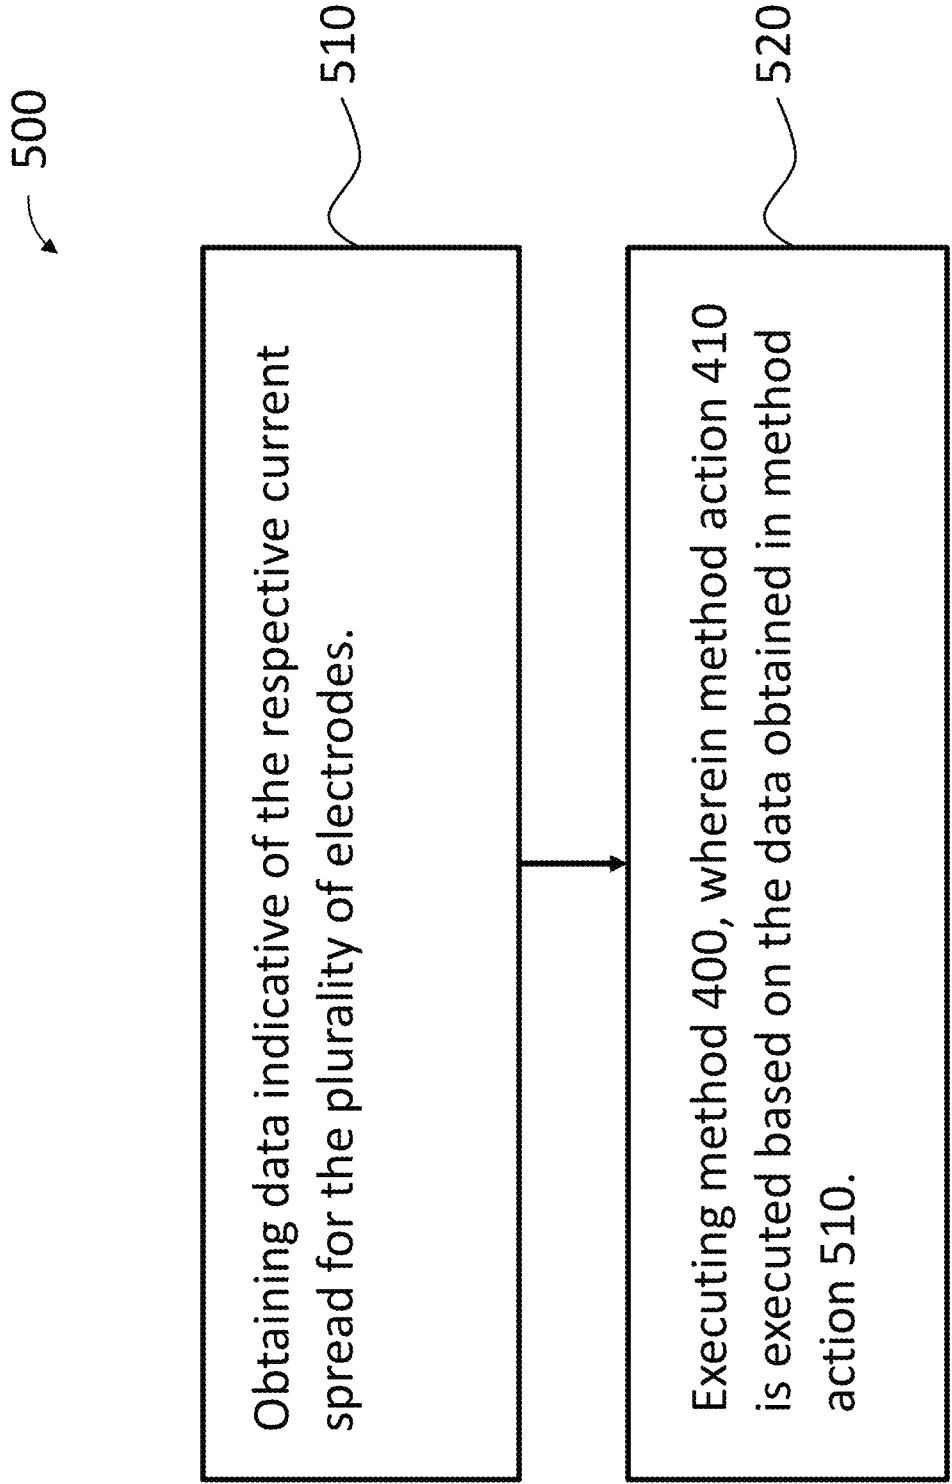 500
Obtaining data indicative of the respective current
spread for the plurality of electrodes.
510
Executing method 400, wherein method action 410
is executed based on the data obtained in method
action 510.
520